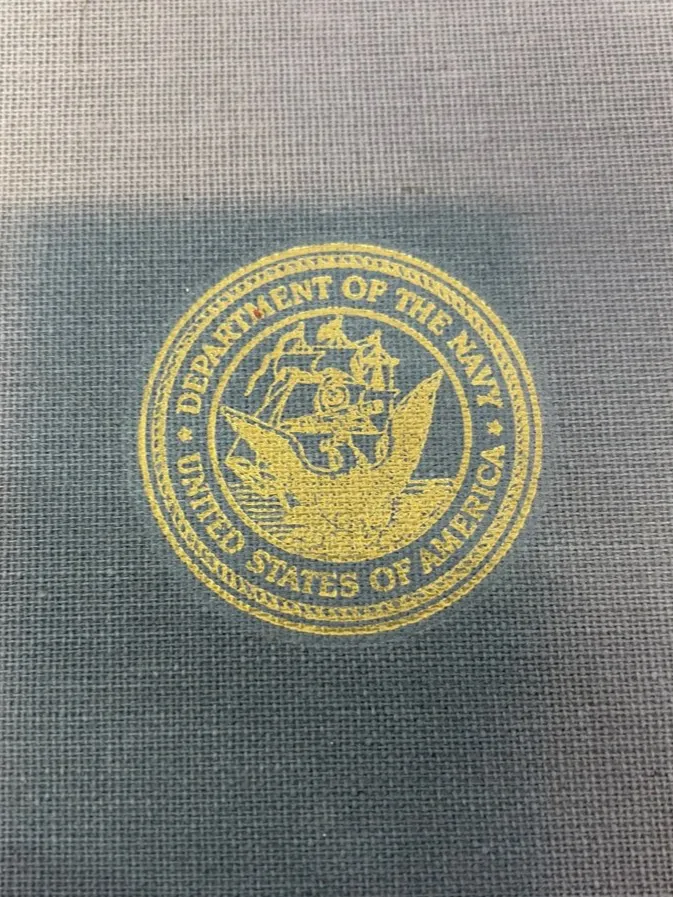 DEPARTMENT OF THE NAVY
UNITED STATES OF AMERICA